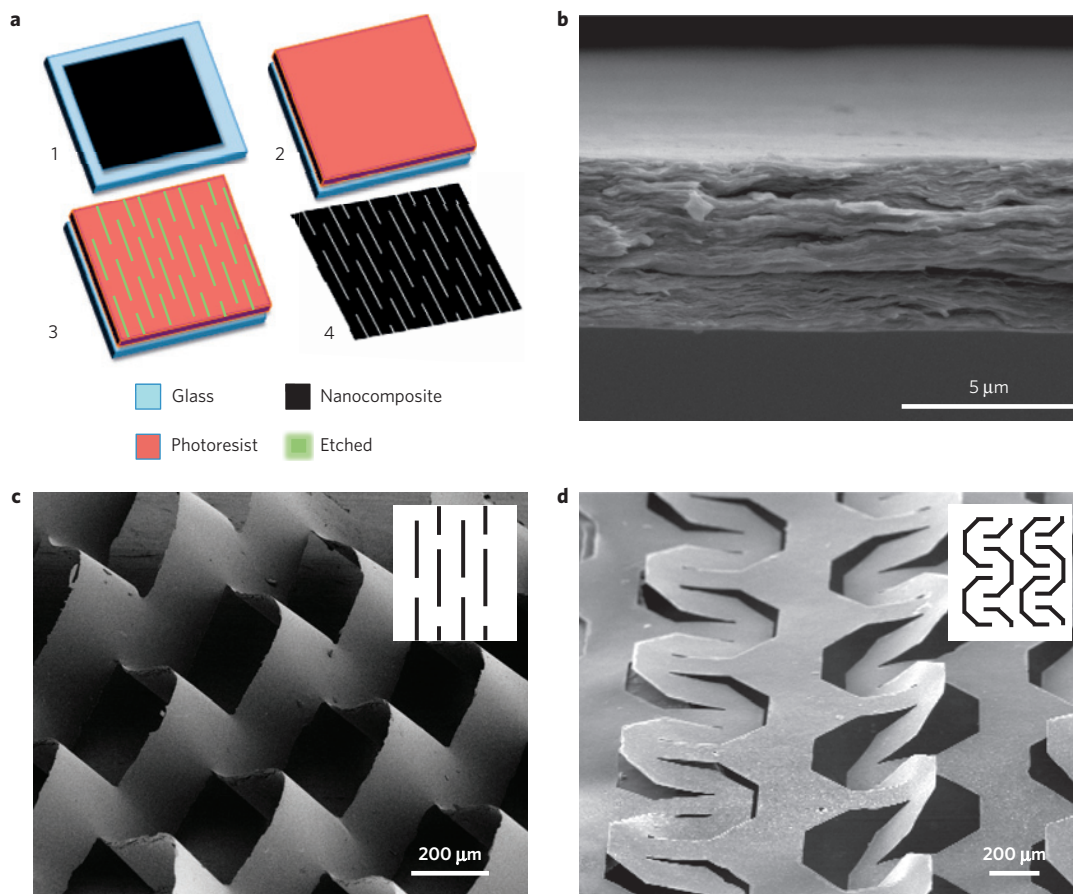 a
1
2
3
4
Glass
Nanocomposite
Photoresist
Etched
b
5 μm
c
200 μm
d
200 μm